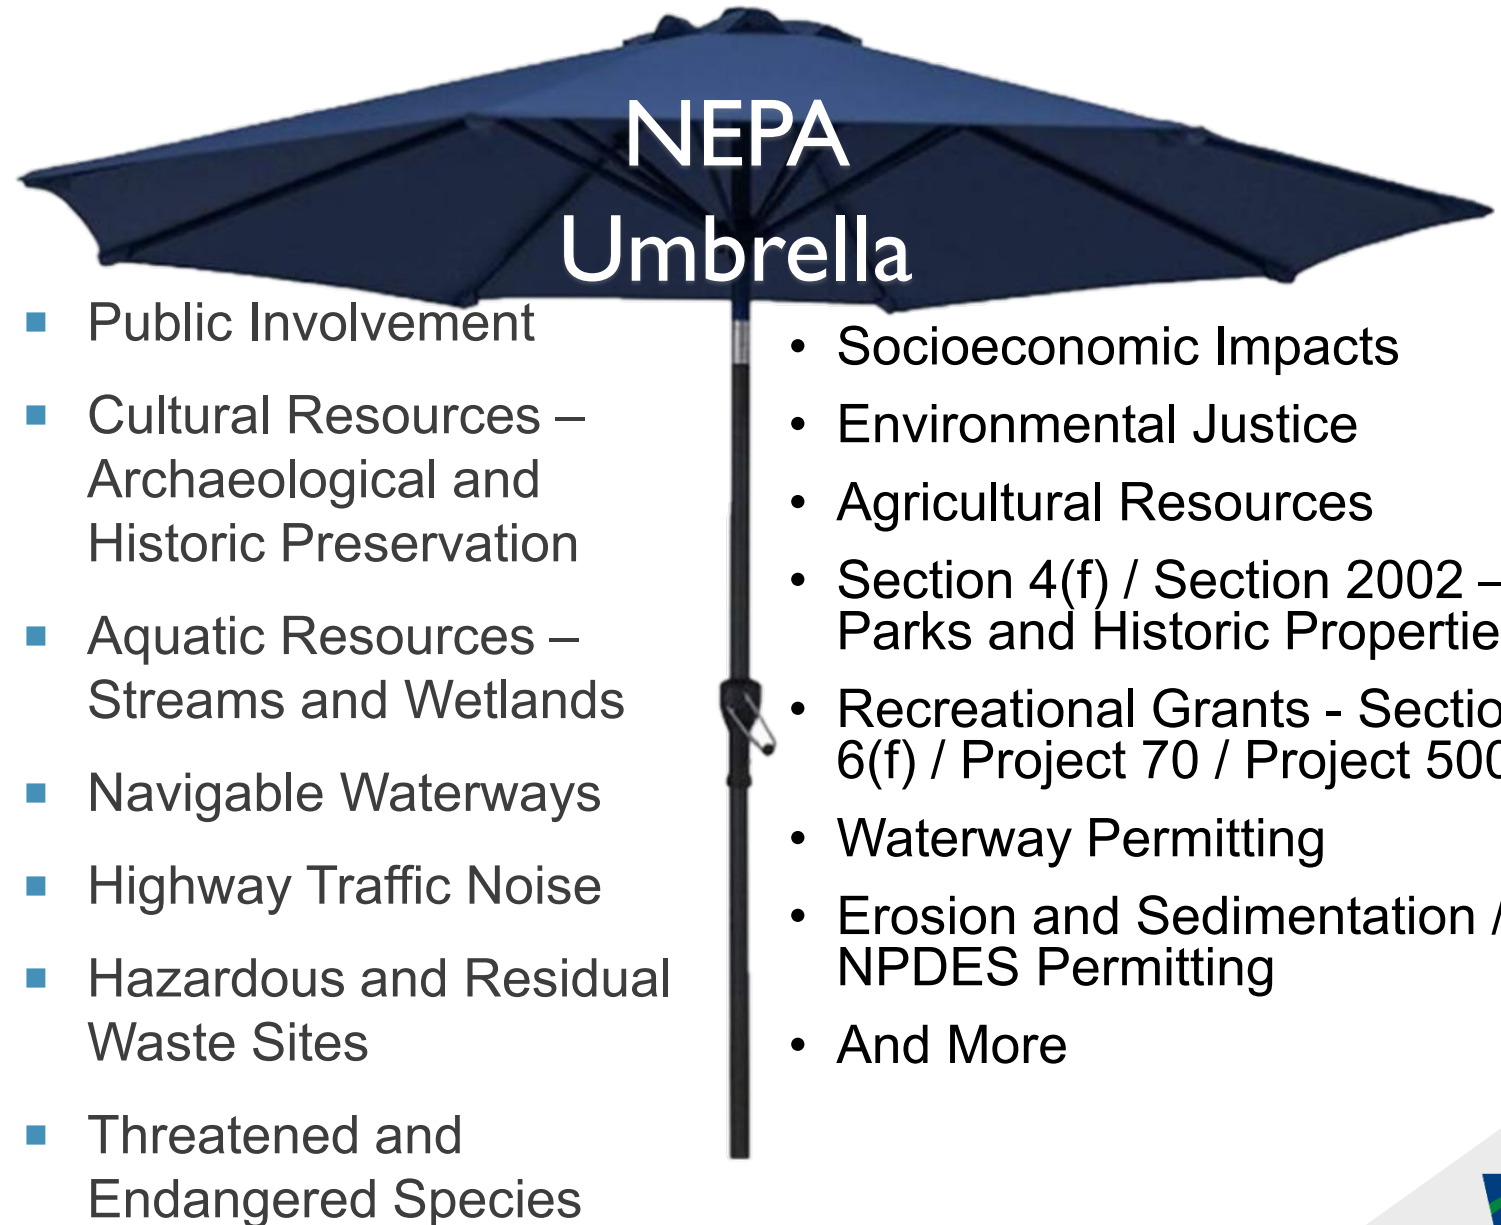 NEPA
Umbrella
▪ Public Involvement
▪ Cultural Resources –
Archaeological and
Historic Preservation
▪ Aquatic Resources –
Streams and Wetlands
▪ Navigable Waterways
▪ Highway Traffic Noise
▪ Hazardous and Residual
Waste Sites
▪ Threatened and
Endangered Species
• Socioeconomic Impacts
• Environmental Justice
• Agricultural Resources
• Section 4(f) / Section 2002 –
Parks and Historic Propertie
• Recreational Grants - Sectio
6(f) / Project 70 / Project 500
• Waterway Permitting
• Erosion and Sedimentation /
NPDES Permitting
• And More